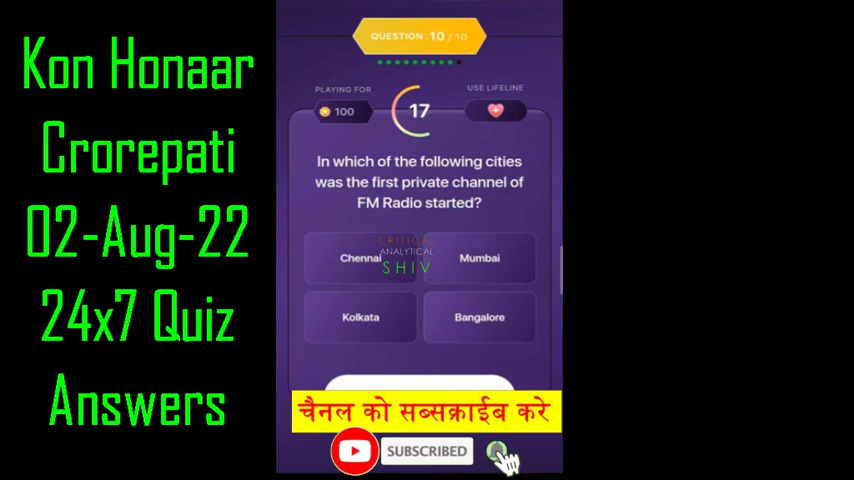 Kon Honaar
Crorepati
02-Aug-22
24x7 Quiz
Answers
QUESTION : 10 / 10
PLAYING FOR
100
17
USE LIFELINE
In which of the following cities
was the first private channel of
FM Radio started?
CRITICAL
ANALYTICAL
SHIV
Chennai
Mumbai
Kolkata
Bangalore
चैनल को सब्सक्राईब करे
SUBSCRIBED